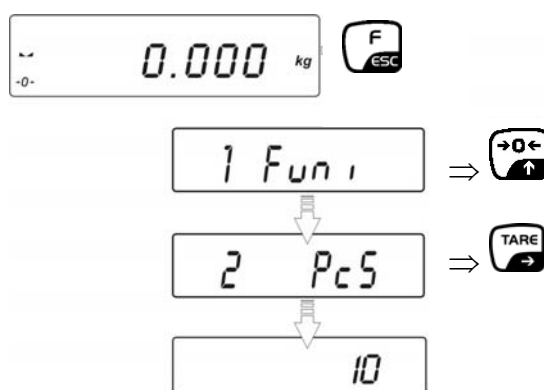 -0- 0.000 kg F
ESC
1 Funi →0←
↑
⇒
2 PcS ⇒ TARE
→
10